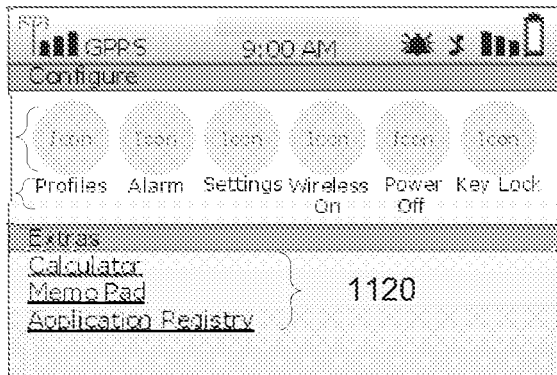 GPRS 9:00 AM
Configure
Icon Icon Icon Icon Icon Icon
Profiles Alarm Settings Wireless On Power Off Key Lock
Extras
Calculator
Memo Pad
Application Registry
1120